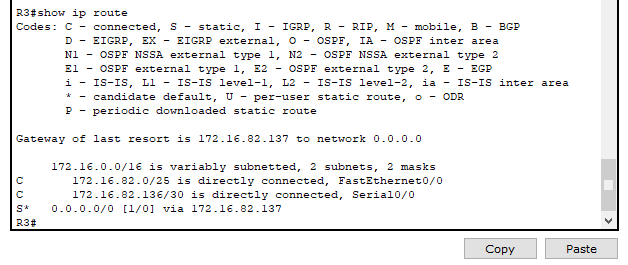 R3#show ip route
Codes: C - connected, S - static, I - IGRP, R - RIP, M - mobile, B - BGP
       D - EIGRP, EX - EIGRP external, O - OSPF, IA - OSPF inter area
       N1 - OSPF NSSA external type 1, N2 - OSPF NSSA external type 2
       E1 - OSPF external type 1, E2 - OSPF external type 2, E - EGP
       i - IS-IS, L1 - IS-IS level-1, L2 - IS-IS level-2, ia - IS-IS inter area
       * - candidate default, U - per-user static route, o - ODR
       P - periodic downloaded static route

Gateway of last resort is 172.16.82.137 to network 0.0.0.0

     172.16.0.0/16 is variably subnetted, 2 subnets, 2 masks
C       172.16.82.0/25 is directly connected, FastEthernet0/0
C       172.16.82.136/30 is directly connected, Serial0/0
S*   0.0.0.0/0 [1/0] via 172.16.82.137
R3#
Copy Paste